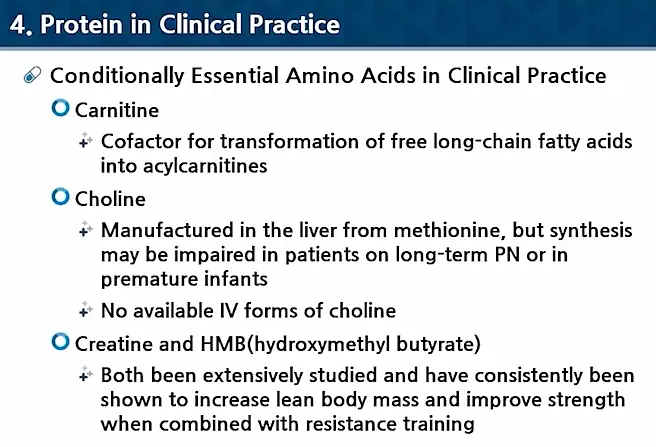 4. Protein in Clinical Practice
Conditionally Essential Amino Acids in Clinical Practice
Carnitine
Cofactor for transformation of free long-chain fatty acids
into acylcarnitines
Choline
Manufactured in the liver from methionine, but synthesis
may be impaired in patients on long-term PN or in
premature infants
No available IV forms of choline
Creatine and HMB(hydroxymethyl butyrate)
Both been extensively studied and have consistently been
shown to increase lean body mass and improve strength
when combined with resistance training